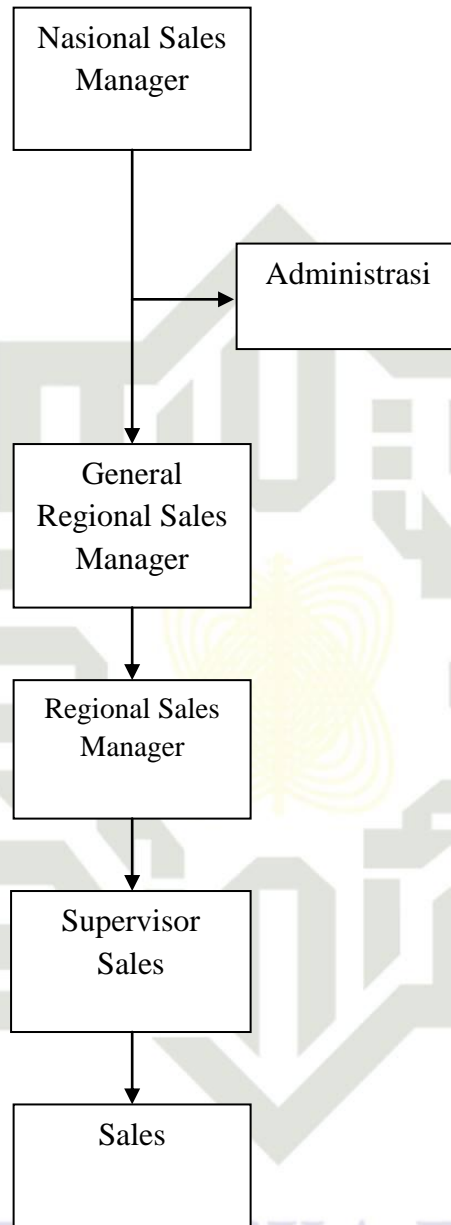 Nasional Sales
Manager
Administrasi
General
Regional Sales
Manager
Regional Sales
Manager
Supervisor
Sales
Sales